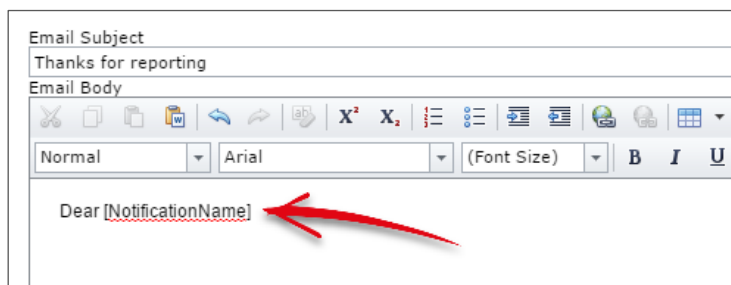 Email Subject
Thanks for reporting
Email Body
X² X₂
Normal Arial (Font Size) B I U
Dear [NotificationName]